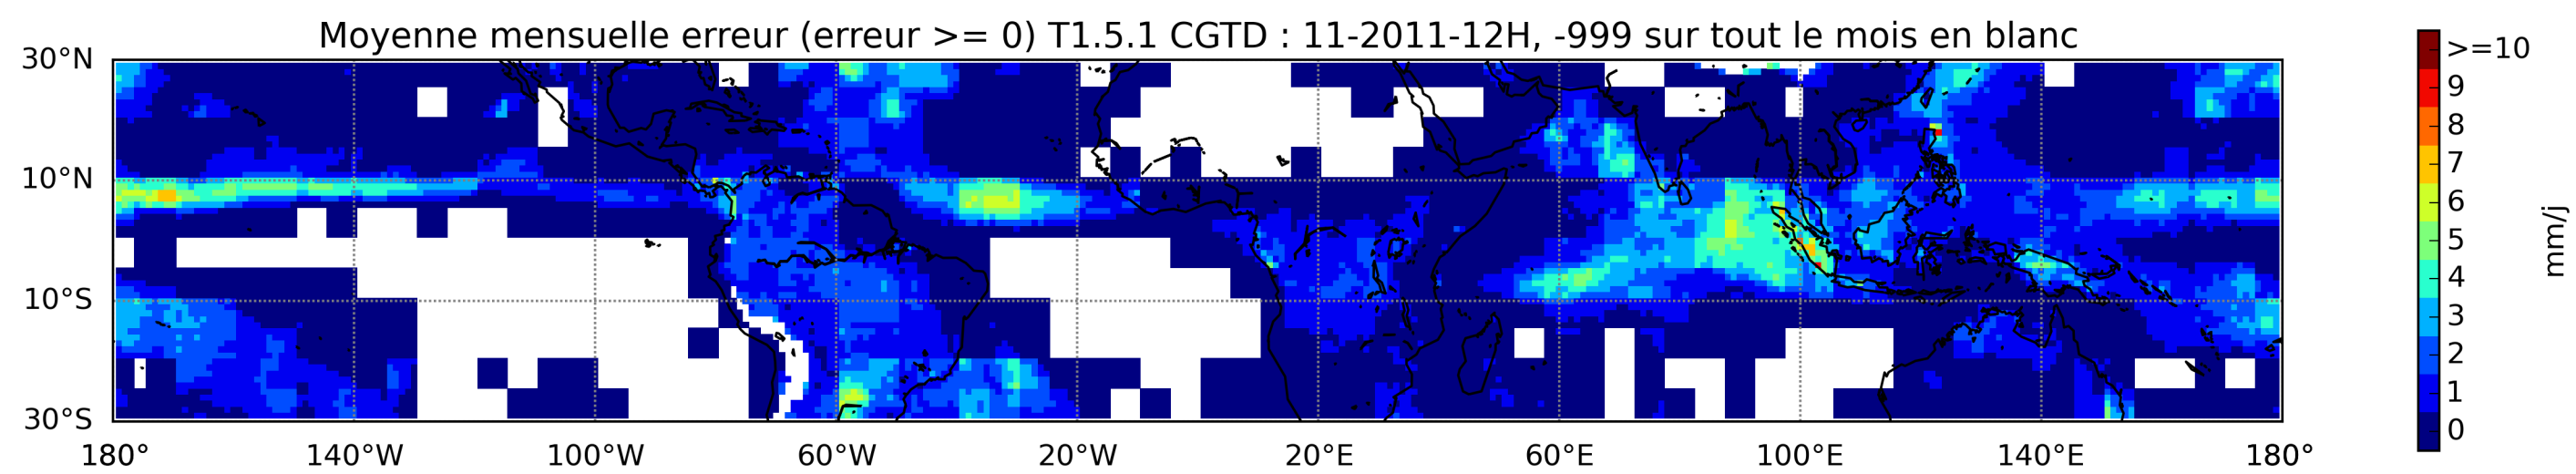 Moyenne mensuelle erreur (erreur >= 0) T1.5.1 CGTD : 11-2011-12H, -999 sur tout le mois en blanc
30°N
10°N
10°S
30°S
180° 140°W 100°W 60°W 20°W 20°E 60°E 100°E 140°E 180°
>=10
9
8
7
6
5
4
3
2
1
0
mm/j